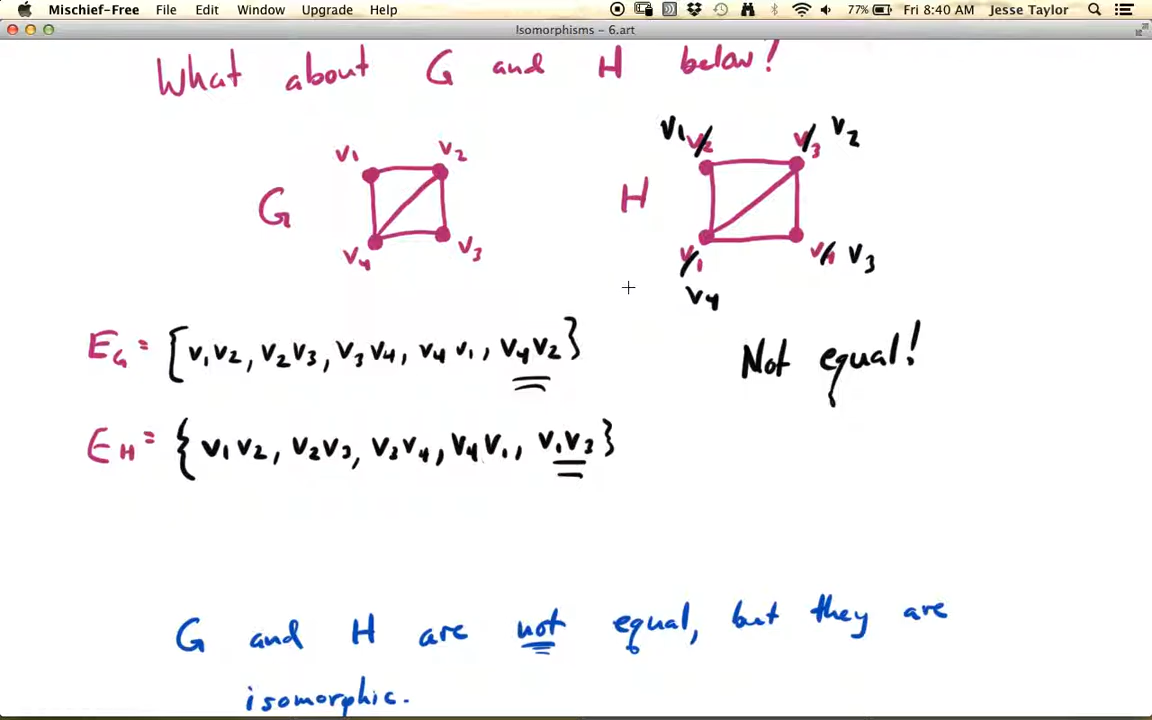 Mischief-Free File Edit Window Upgrade Help 77% Fri 8:40 AM Jesse Taylor
Isomorphisms – 6.art
What about G and H below?
G
v1
v2
v4
v3
H
v1 v2
v3 v2
v1
v4
v4 v3
EG = {v1v2, v2v3, v3v4, v4v1, v4v2}
Not equal!
EH = {v1v2, v2v3, v3v4, v4v1, v1v3}
G and H are not equal, but they are
isomorphic.